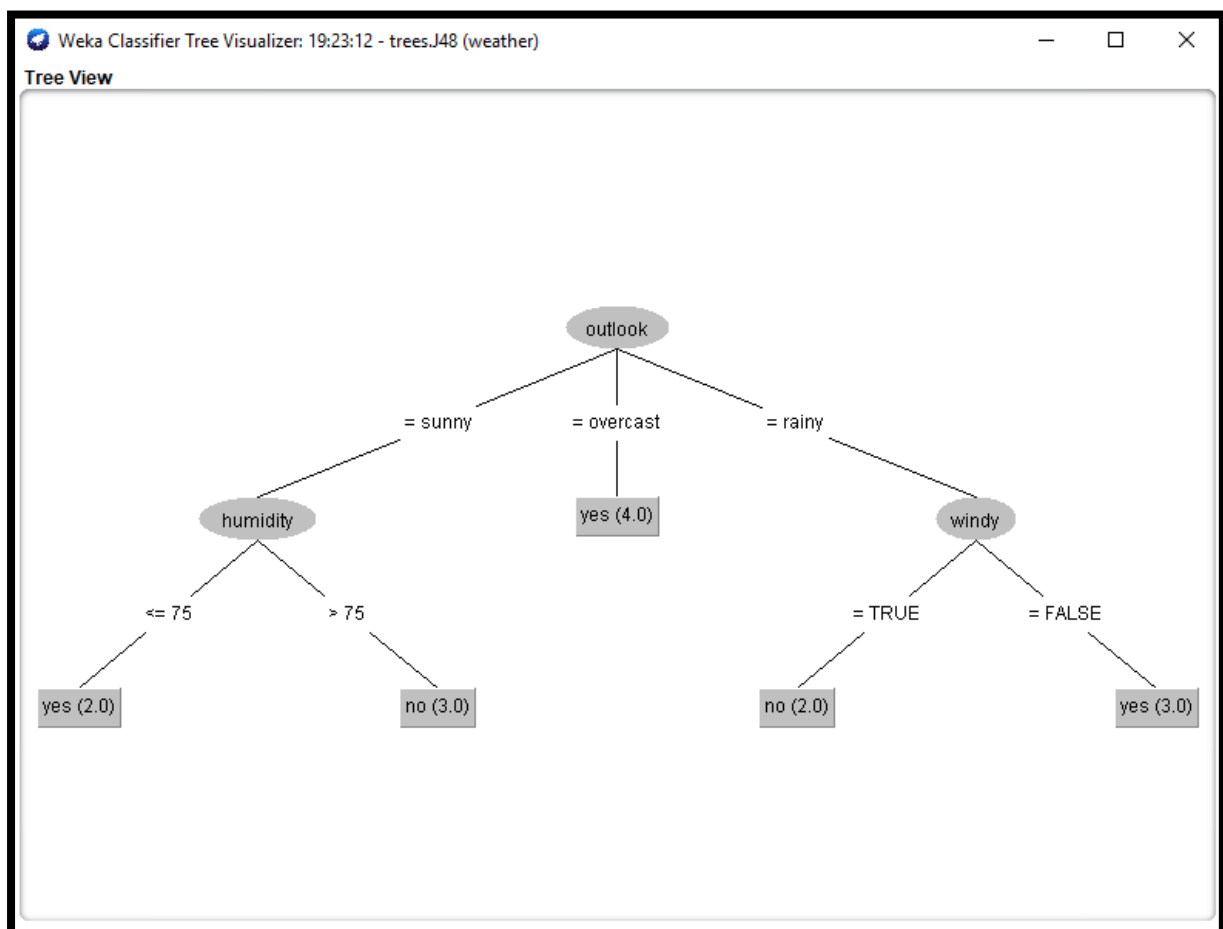 Weka Classifier Tree Visualizer: 19:23:12 - trees.J48 (weather)
Tree View
outlook
= sunny = overcast = rainy
humidity yes (4.0) windy
<= 75 > 75 = TRUE = FALSE
yes (2.0) no (3.0) no (2.0) yes (3.0)